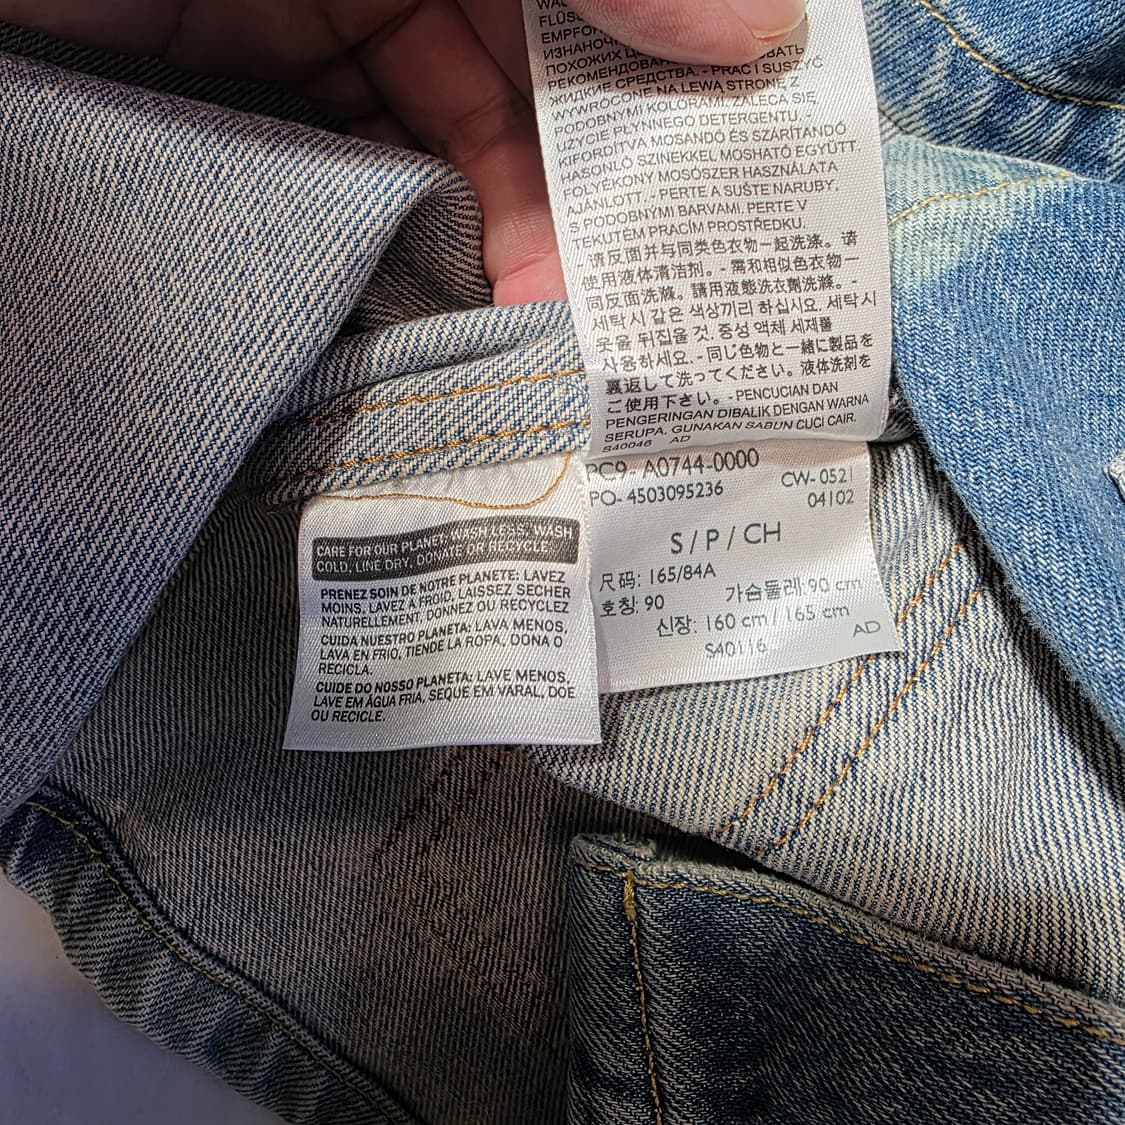 FLÜSS
EMPFOH
ИЗНАНОЧ
ПОХОЖИХ Ц
РЕКОМЕНДОВАН
ЖИДКИЕ СРЕДСТВА. - PRAĆ I SUSZYĆ
WYWRÓCONE NA LEWĄ STRONĘ Z
PODOBNYMI KOLORAMI. ZALECA SIĘ
UŻYCIE PŁYNNEGO DETERGENTU. -
KIFORDÍTVA MOSANDÓ ÉS SZÁRÍTANDÓ
HASONLÓ SZINEKKEL MOSHATÓ EGYÜTT.
FOLYÉKONY MOSÓSZER HASZNÁLATA
AJÁNLOTT. - PERTE A SUŠTE NARUBY,
S PODOBNÝMI BARVAMI. PERTE V
TEKUTÉM PRACÍM PROSTŘEDKU.
- 请反面并与同类色衣物一起洗涤。请
使用液体清洁剂。- 需和相似色衣物一
同反面洗滌。請用液態洗衣劑洗滌。-
세탁시 같은 색상끼리 하십시요. 세탁시
옷을 뒤집을 것. 중성 액체 세제를
사용하세요. - 同じ色物と一緒に製品を
裏返して洗ってください。液体洗剤を
ご使用下さい。- PENCUCIAN DAN
PENGERINGAN DIBALIK DENGAN WARNA
SERUPA. GUNAKAN SABUN CUCI CAIR.
S40046 AD
PC9- A0744-0000
PO- 4503095236 CW- 0521
04102
S / P / CH
尺码: 165/84A
호칭: 90 가슴둘레:90 cm
신장: 160 cm / 165 cm
S40116 AD
CARE FOR OUR PLANET: WASH LESS, WASH
COLD, LINE DRY, DONATE OR RECYCLE.
PRENEZ SOIN DE NOTRE PLANETE: LAVEZ
MOINS, LAVEZ A FROID, LAISSEZ SECHER
NATURELLEMENT, DONNEZ OU RECYCLEZ
CUIDA NUESTRO PLANETA: LAVA MENOS,
LAVA EN FRIO, TIENDE LA ROPA, DONA O
RECICLA.
CUIDE DO NOSSO PLANETA: LAVE MENOS,
LAVE EM ÁGUA FRIA, SEQUE EM VARAL, DOE
OU RECICLE.